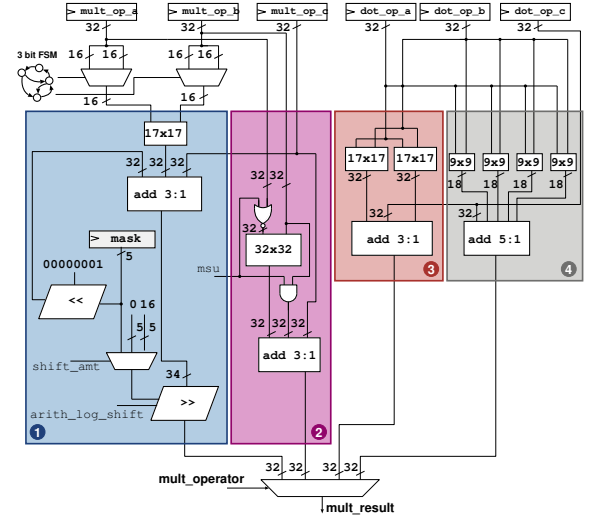 mult_op_a mult_op_b mult_op_c dot_op_a dot_op_b dot_op_c
32 32 32 32 32 32
3 bit FSM
16 16 16 16
16 16
17x17 17x17 17x17 9x9 9x9 9x9 9x9
32 32 32 32 32 32 32 18 18 18 18
add 3:1
32 32 32
mask 32x32 add 3:1 add 5:1
5
00000001 msu 3 4
<<
0 16
5 5
32 32 32
shift_amt
34
add 3:1
>>
arith_log_shift
1 2
32 32 32 32
mult_operator
mult_result